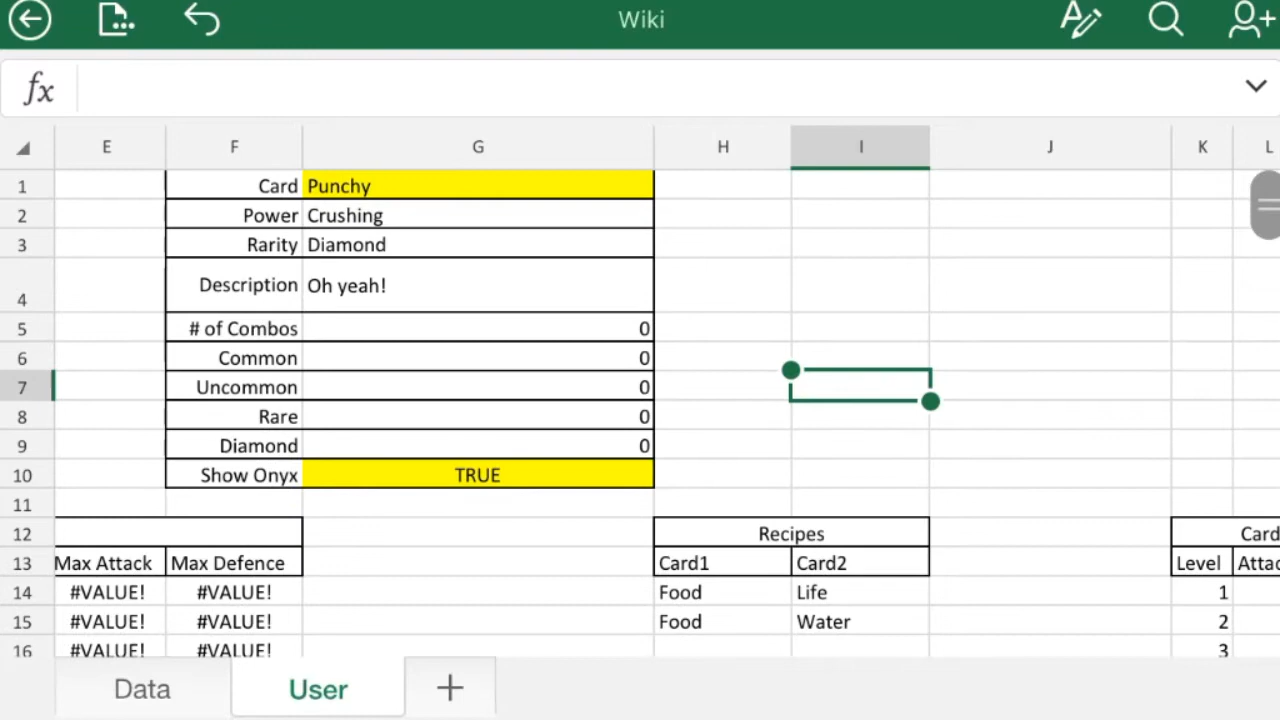 Wiki
fx
E F G H I J K L
1 Card Punchy
2 Power Crushing
3 Rarity Diamond
4 Description Oh yeah!
5 # of Combos 0
6 Common 0
7 Uncommon 0
8 Rare 0
9 Diamond 0
10 Show Onyx TRUE
11
12 Recipes Card
13 Max Attack Max Defence Card1 Card2 Level Attac
14 #VALUE! #VALUE! Food Life 1
15 #VALUE! #VALUE! Food Water 2
16 #VALUE! #VALUE! 3
Data User